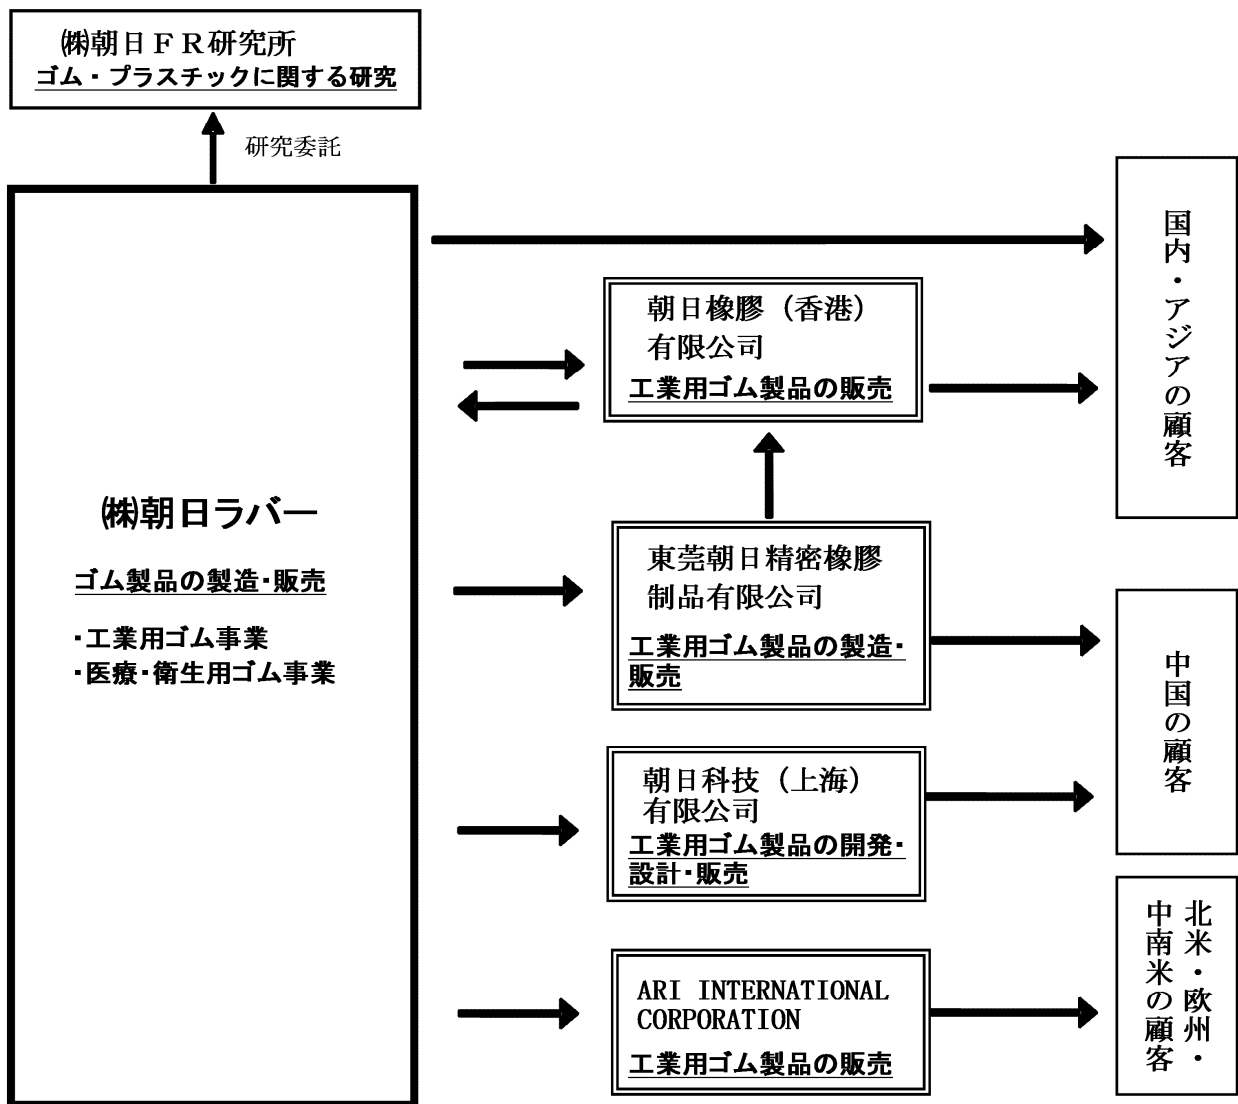 ㈱朝日ＦＲ研究所
ゴム・プラスチックに関する研究
研究委託
㈱朝日ラバー
ゴム製品の製造・販売
・工業用ゴム事業
・医療・衛生用ゴム事業
朝日橡膠（香港）
有限公司
工業用ゴム製品の販売
東莞朝日精密橡膠
制品有限公司
工業用ゴム製品の製造・
販売
朝日科技（上海）
有限公司
工業用ゴム製品の開発・
設計・販売
ARI INTERNATIONAL
CORPORATION
工業用ゴム製品の販売
国内・アジアの顧客
中国の顧客
北米・欧州・
中南米の顧客